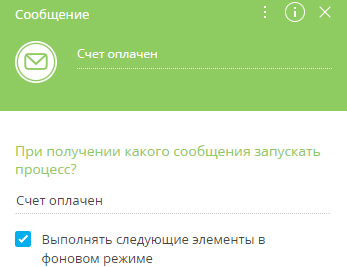 Сообщение
Счет оплачен
При получении какого сообщения запускать
процесс?
Счет оплачен
Выполнять следующие элементы в
фоновом режиме